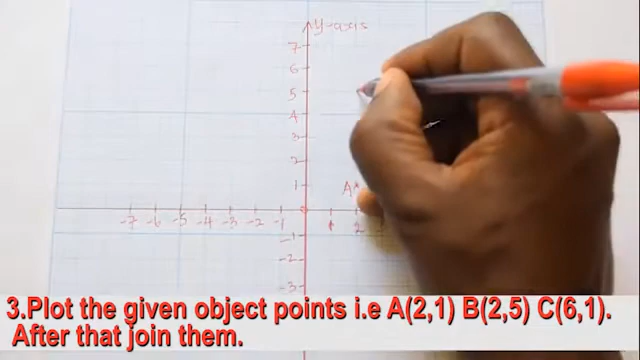 y-axis
7
6
5
4
3
2
1
A
-7 -6 -5 -4 -3 -2 -1 1 2
-1
-2
-3
3.Plot the given object points i.e A(2,1) B(2,5) C(6,1).
After that join them.